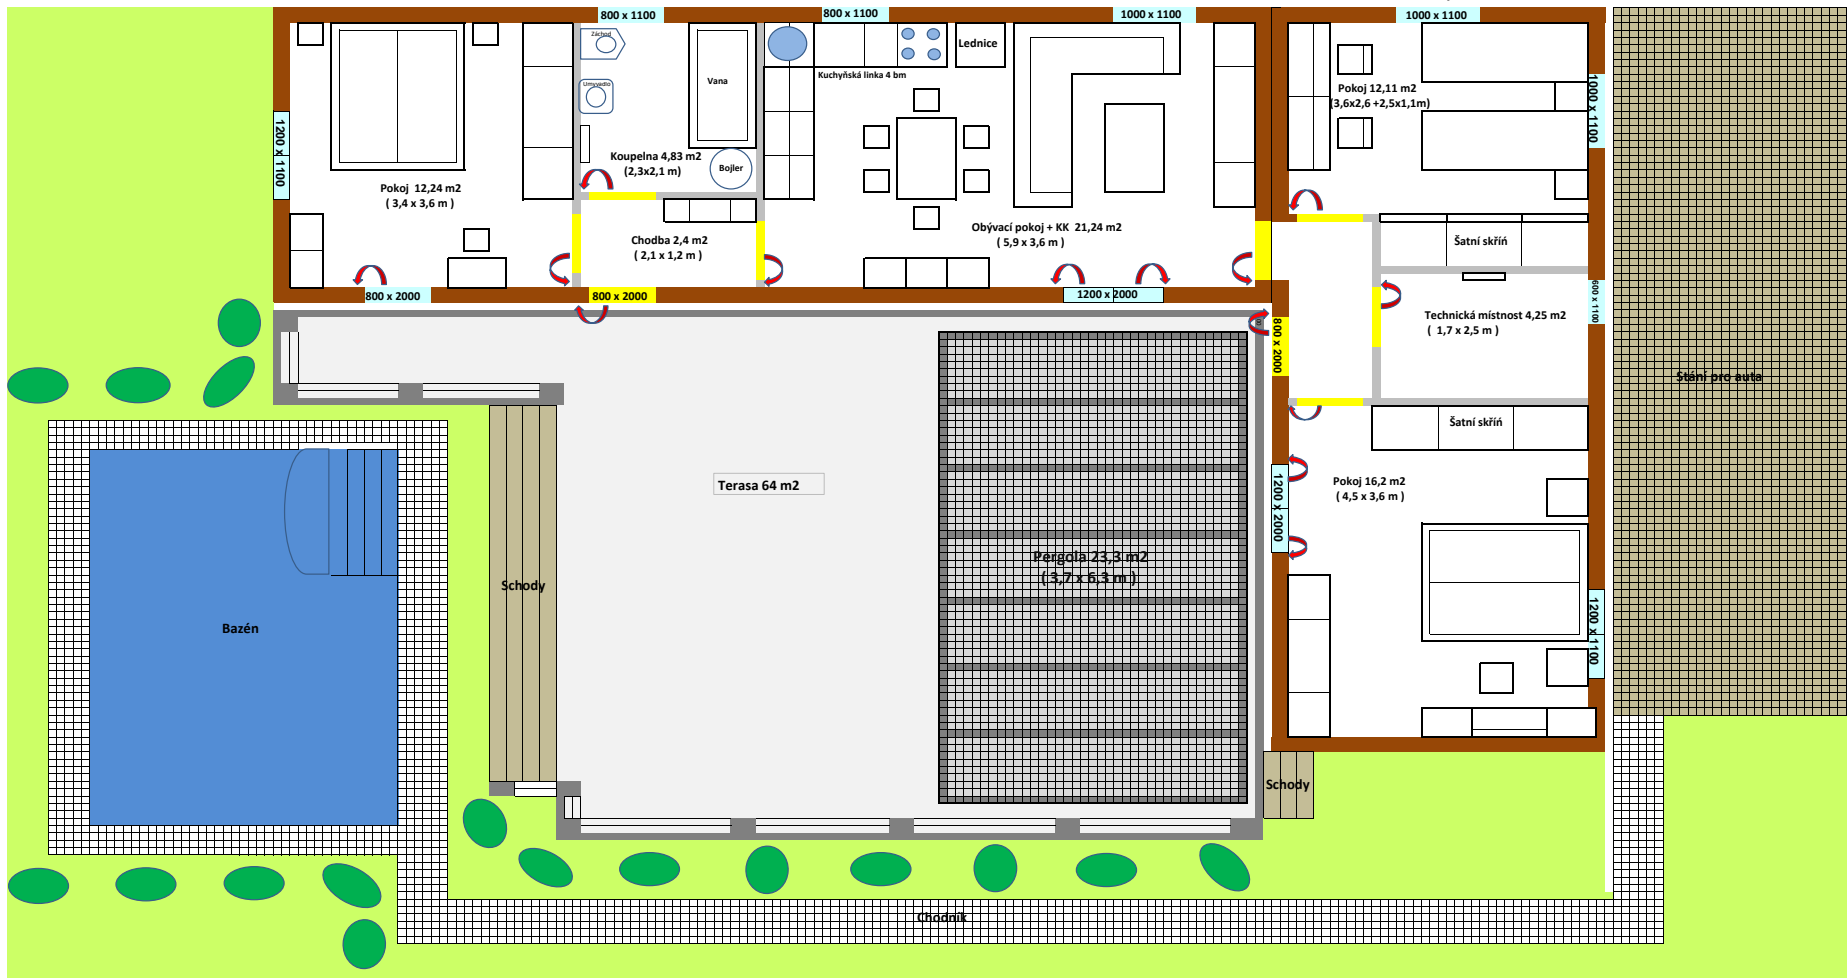 800 x 1100
800 x 1100
1000 x 1100
1000 x 1100
Záchod
Umyvadlo
Vana
Bojler
Koupelna 4,83 m2
(2,3x2,1 m)
Kuchyňská linka 4 bm
Lednice
Pokoj 12,11 m2
(3,6x2,6 +2,5x1,1m)
1000 x 1100
1200 x 1100
Pokoj 12,24 m2
( 3,4 x 3,6 m )
Chodba 2,4 m2
( 2,1 x 1,2 m )
Obývací pokoj + KK 21,24 m2
( 5,9 x 3,6 m )
Šatní skříň
800 x 2000
800 x 2000
1200 x 2000
600 x 1100
Technická místnost 4,25 m2
( 1,7 x 2,5 m )
800 x 2000
Stání pro auta
Šatní skříň
Terasa 64 m2
Pokoj 16,2 m2
( 4,5 x 3,6 m )
1200 x 2000
Pergola 23,3 m2
( 3,7 x 6,3 m )
Schody
Bazén
1200 x 1100
Schody
Chodník